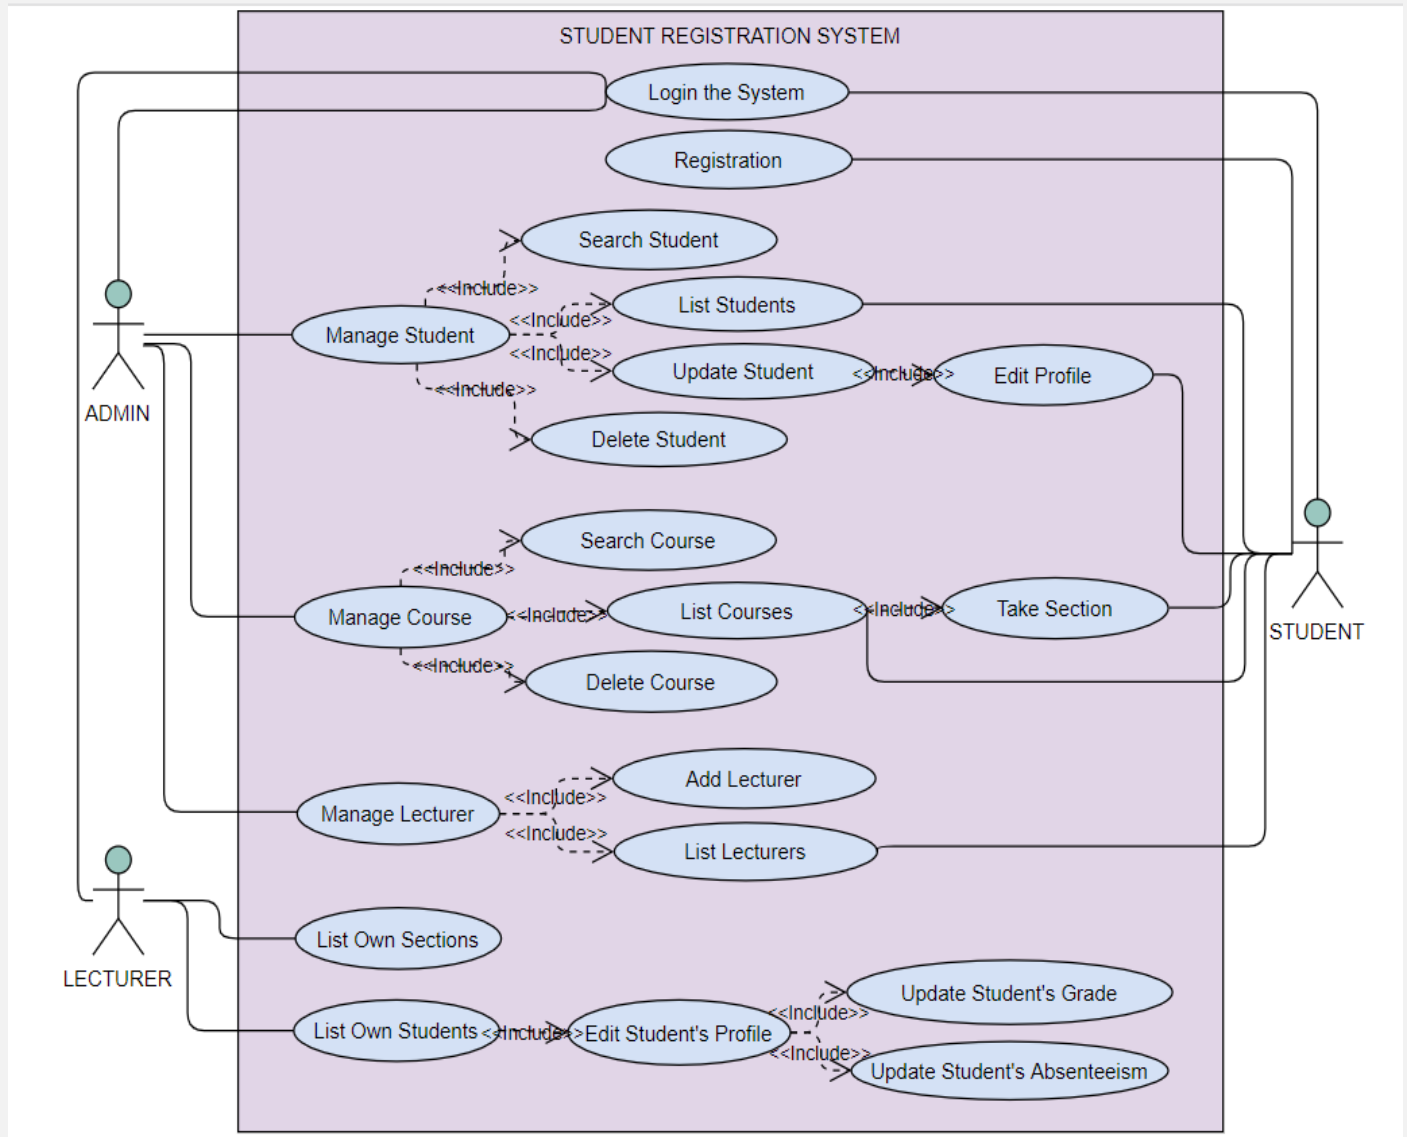 STUDENT REGISTRATION SYSTEM
Login the System
Registration
Search Student
<<Include>>
List Students
<<Include>>
Manage Student
<<Include>>
Update Student
<<Include>>
Edit Profile
<<Include>>
ADMIN
Delete Student
Search Course
<<Include>>
Manage Course
<<Include>>
List Courses
<<Include>>
Take Section
STUDENT
<<Include>>
Delete Course
Add Lecturer
<<Include>>
Manage Lecturer
<<Include>>
List Lecturers
List Own Sections
LECTURER
Update Student's Grade
<<Include>>
List Own Students
<<Include>>
Edit Student's Profile
<<Include>>
Update Student's Absenteeism